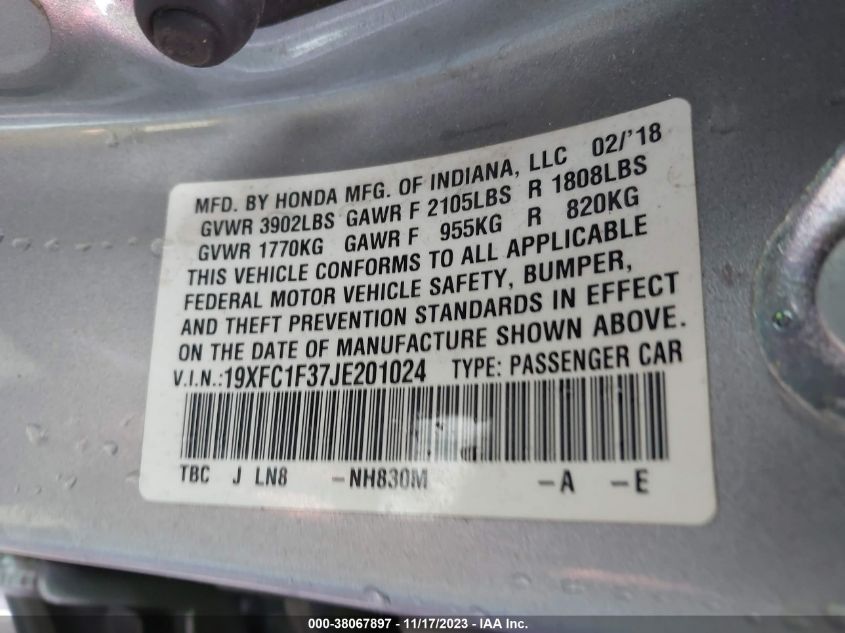 MFD. BY HONDA MFG. OF INDIANA, LLC 02/'18
GVWR 3902LBS GAWR F 2105LBS R 1808LBS
GVWR 1770KG GAWR F 955KG R 820KG
THIS VEHICLE CONFORMS TO ALL APPLICABLE
FEDERAL MOTOR VEHICLE SAFETY, BUMPER,
AND THEFT PREVENTION STANDARDS IN EFFECT
ON THE DATE OF MANUFACTURE SHOWN ABOVE.
V.I.N.:19XFC1F37JE201024 TYPE: PASSENGER CAR
TBC J LN8 -NH830M -A -E
000-38067897 - 11/17/2023 - IAA Inc.